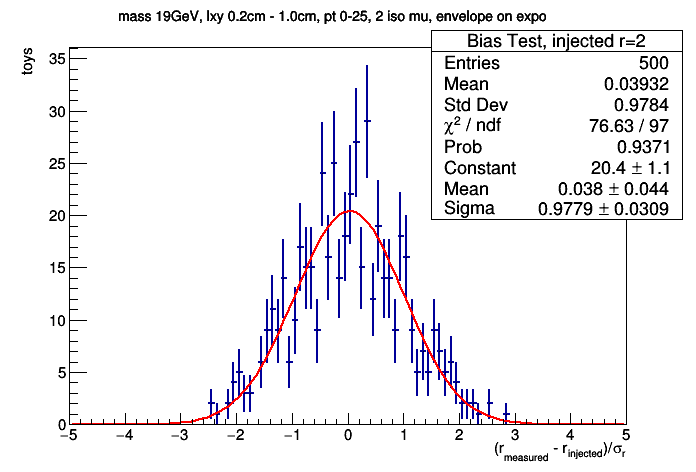 mass 19GeV, lxy 0.2cm - 1.0cm, pt 0-25, 2 iso mu, envelope on expo
Bias Test, injected r=2
Entries 500
Mean 0.03932
Std Dev 0.9784
χ² / ndf 76.63 / 97
Prob 0.9371
Constant 20.4 ± 1.1
Mean 0.038 ± 0.044
Sigma 0.9779 ± 0.0309
toys
35
30
25
20
15
10
5
0
−5 −4 −3 −2 −1 0 1 2 3 4 5
(r_measured - r_injected)/σ_r